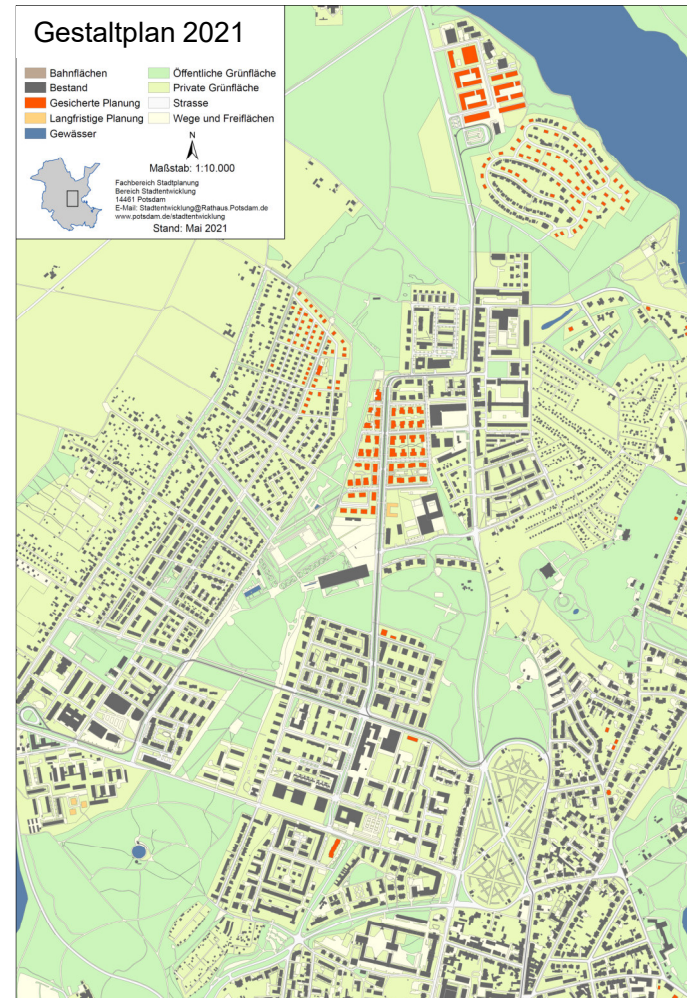 Gestaltplan 2021
Bahnflächen
Bestand
Gesicherte Planung
Langfristige Planung
Gewässer
Öffentliche Grünfläche
Private Grünfläche
Strasse
Wege und Freiflächen
N
Maßstab: 1:10.000
Fachbereich Stadtplanung
Bereich Stadtentwicklung
14461 Potsdam
E-Mail: Stadtentwicklung@Rathaus.Potsdam.de
www.potsdam.de/stadtentwicklung
Stand: Mai 2021